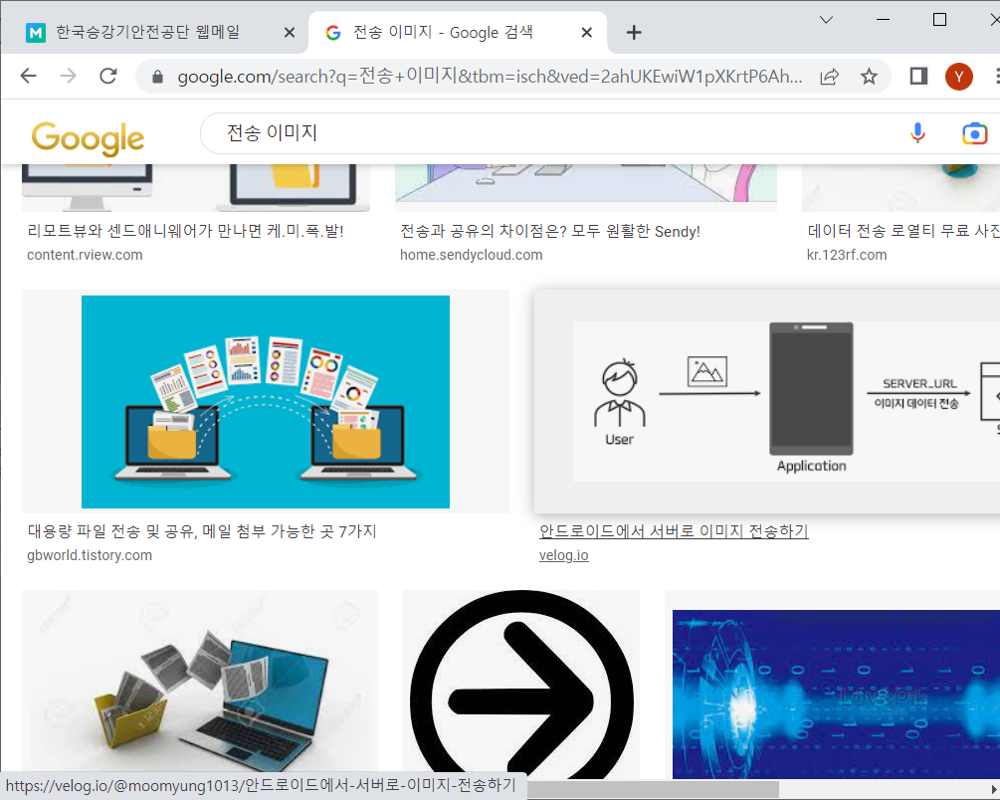 한국승강기안전공단 웹메일
전송 이미지 - Google 검색
google.com/search?q=전송+이미지&tbm=isch&ved=2ahUKEwiW1pXKrtP6Ah...
Y
Google
전송 이미지
리모트뷰와 센드애니웨어가 만나면 케.미.폭.발!
content.rview.com
전송과 공유의 차이점은? 모두 원활한 Sendy!
home.sendycloud.com
데이터 전송 로열티 무료 사진
kr.123rf.com
User
Application
SERVER_URL
이미지 데이터 전송
대용량 파일 전송 및 공유, 메일 첨부 가능한 곳 7가지
gbworld.tistory.com
안드로이드에서 서버로 이미지 전송하기
velog.io
https://velog.io/@moomyung1013/안드로이드에서-서버로-이미지-전송하기